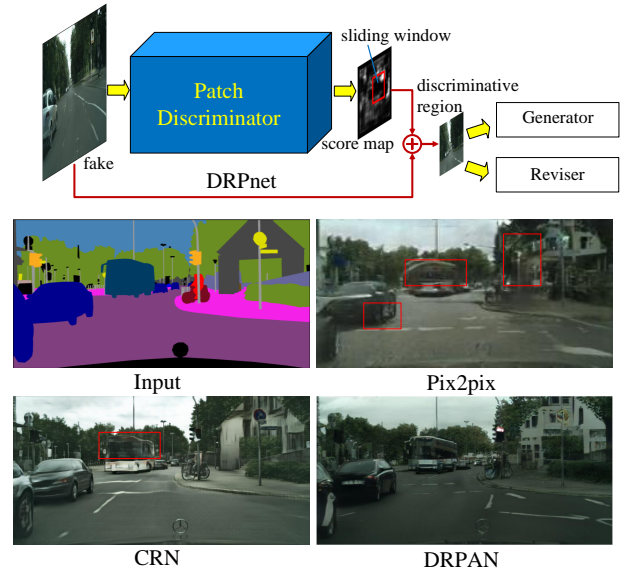 sliding window
Patch
Discriminator
discriminative
region
Generator
score map
fake
Reviser
DRPnet
Input
Pix2pix
CRN
DRPAN